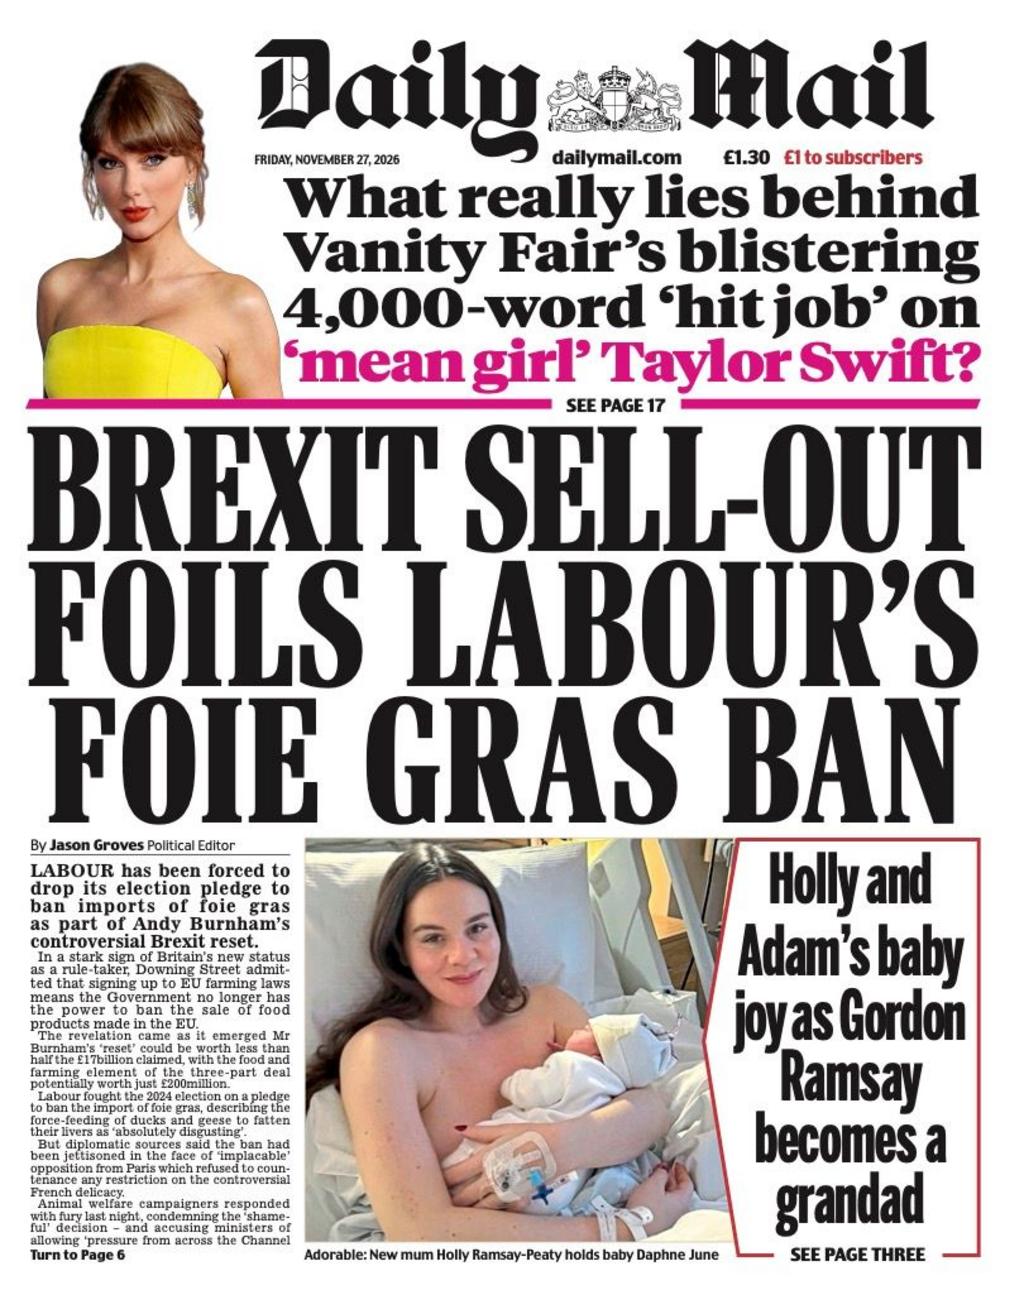 Daily Mail
FRIDAY, NOVEMBER 27, 2026
dailymail.com
£1.30 £1 to subscribers
What really lies behind
Vanity Fair's blistering
4,000-word 'hit job' on
'mean girl' Taylor Swift?
SEE PAGE 17
BREXIT SELL-OUT
FOILS LABOUR'S
FOIE GRAS BAN
By Jason Groves Political Editor
LABOUR has been forced to
drop its election pledge to
ban imports of foie gras
as part of Andy Burnham's
controversial Brexit reset.
In a stark sign of Britain's new status
as a rule-taker, Downing Street admit-
ted that signing up to EU farming laws
means the Government no longer has
the power to ban the sale of food
products made in the EU.
The revelation came as it emerged Mr
Burnham's 'reset' could be worth less than
half the £17billion claimed, with the food and
farming element of the three-part deal
potentially worth just £200million.
Labour fought the 2024 election on a pledge
to ban the import of foie gras, describing the
force-feeding of ducks and geese to fatten
their livers as 'absolutely disgusting'.
But diplomatic sources said the ban had
been jettisoned in the face of 'implacable'
opposition from Paris which refused to coun-
tenance any restriction on the controversial
French delicacy.
Animal welfare campaigners responded
with fury last night, condemning the 'shame-
ful' decision – and accusing ministers of
allowing 'pressure from across the Channel
Turn to Page 6
Adorable: New mum Holly Ramsay-Peaty holds baby Daphne June
Holly and
Adam's baby
joy as Gordon
Ramsay
becomes a
grandad
SEE PAGE THREE